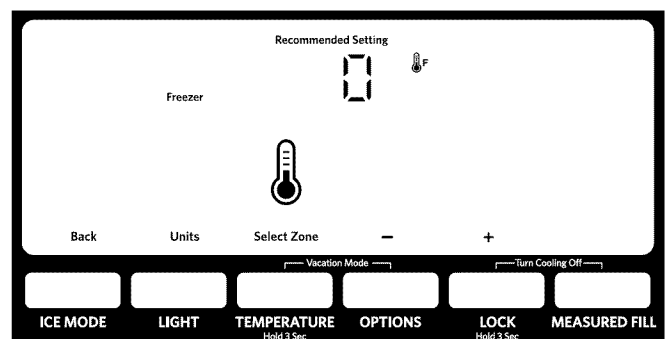 Recommended Setting
0 F
Freezer
Back Units Select Zone - +
Vacation Mode Turn Cooling Off
ICE MODE LIGHT TEMPERATURE OPTIONS LOCK MEASURED FILL
Hold 3 Sec Hold 3 Sec